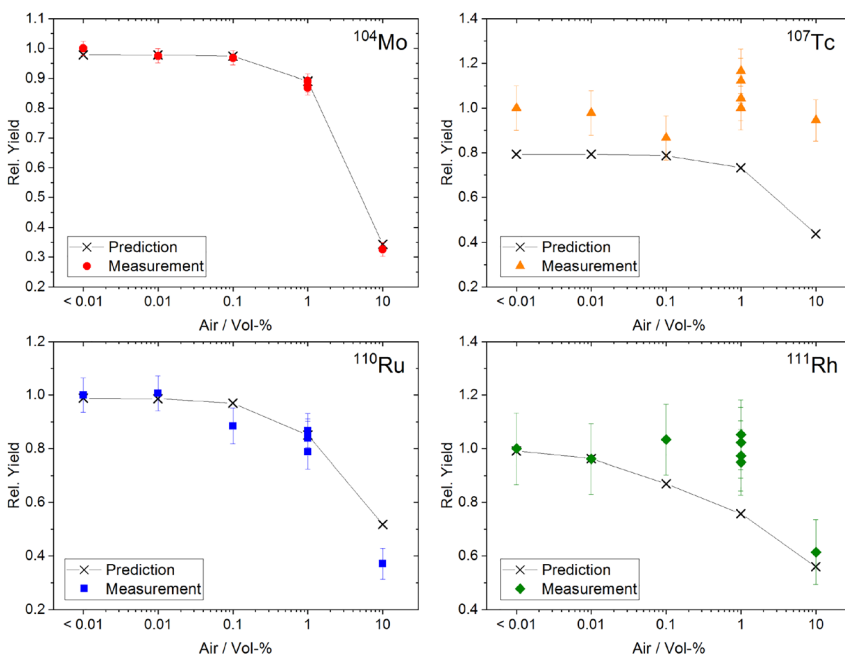 104Mo
1.1
1.0
0.9
0.8
0.7
0.6
0.5
0.4
0.3
0.2
Rel. Yield
Prediction
Measurement
< 0.01
0.01
0.1
1
10
Air / Vol-%
107Tc
1.4
1.2
1.0
0.8
0.6
0.4
0.2
Rel. Yield
Prediction
Measurement
< 0.01
0.01
0.1
1
10
Air / Vol-%
110Ru
1.2
1.0
0.8
0.6
0.4
0.2
Rel. Yield
Prediction
Measurement
< 0.01
0.01
0.1
1
10
Air / Vol-%
111Rh
1.4
1.2
1.0
0.8
0.6
0.4
Rel. Yield
Prediction
Measurement
< 0.01
0.01
0.1
1
10
Air / Vol-%